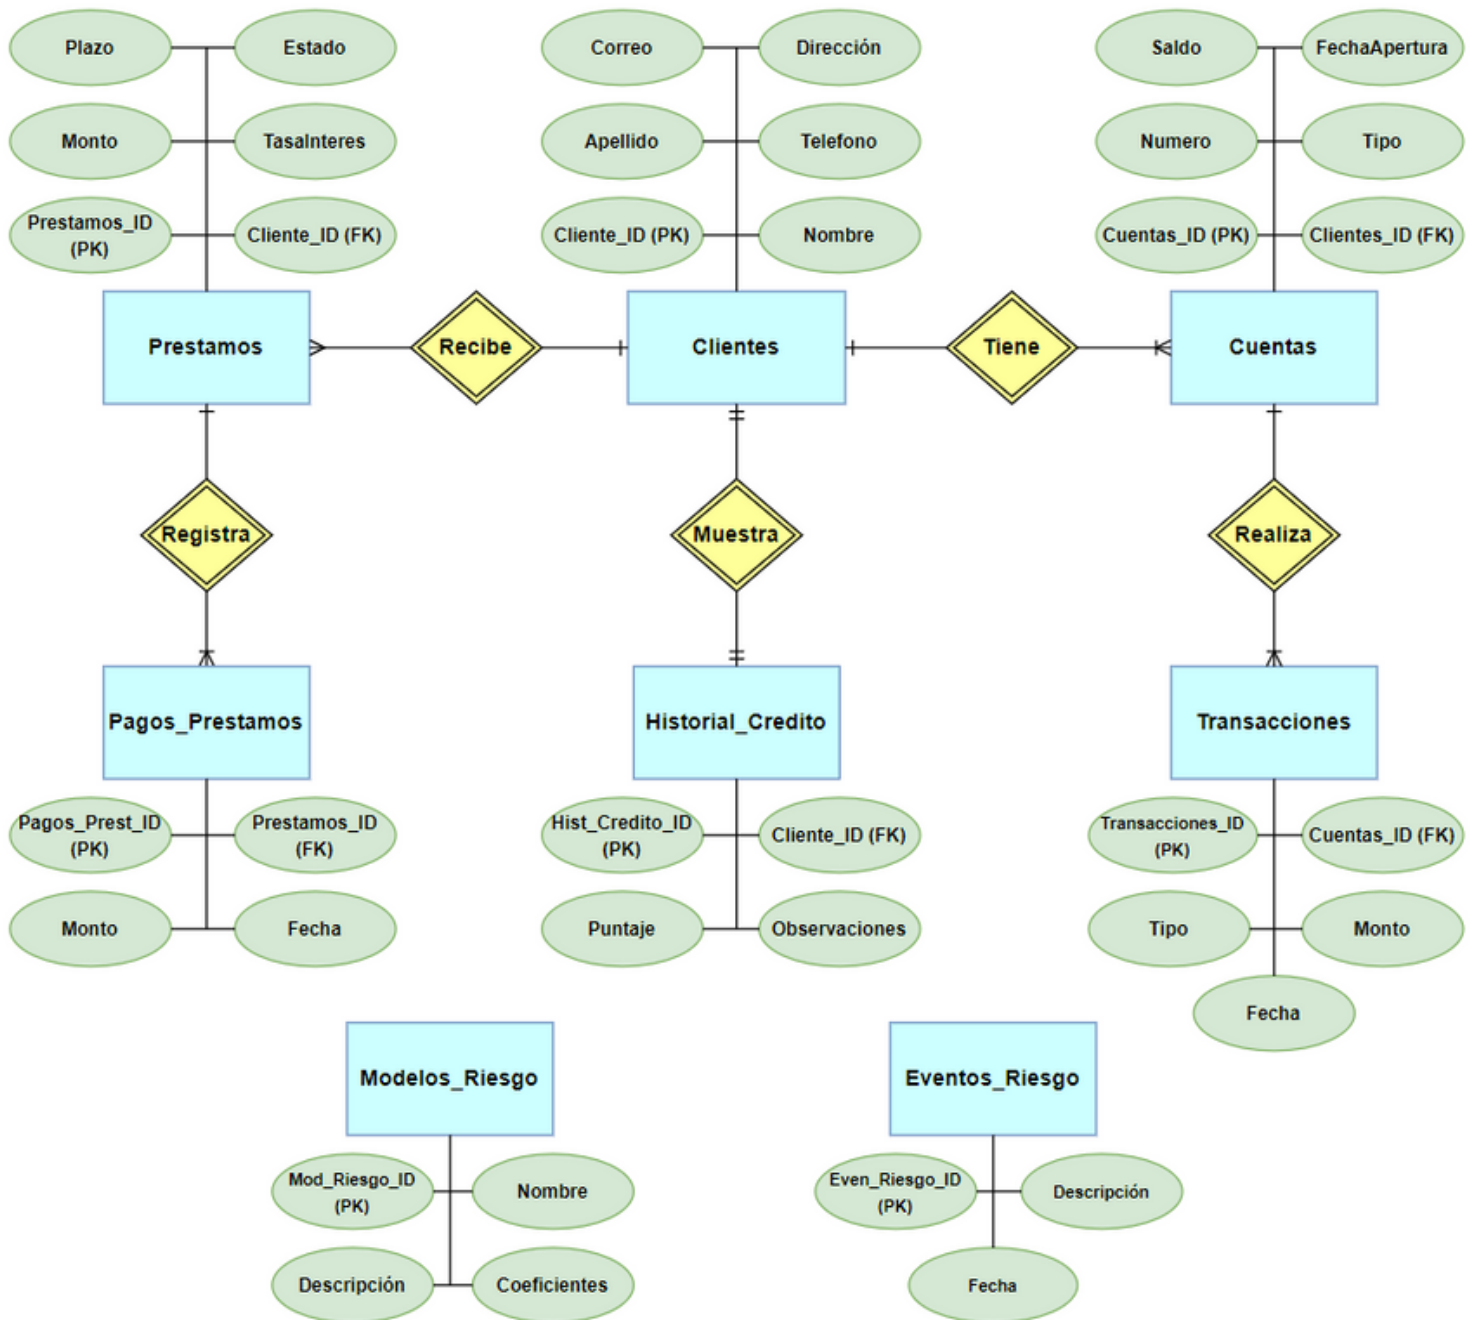 Plazo
Estado
Correo
Dirección
Saldo
FechaApertura
Monto
TasaInteres
Apellido
Telefono
Numero
Tipo
Prestamos_ID
(PK)
Cliente_ID (FK)
Cliente_ID (PK)
Nombre
Cuentas_ID (PK)
Clientes_ID (FK)
Prestamos
Recibe
Clientes
Tiene
Cuentas
Registra
Muestra
Realiza
Pagos_Prestamos
Historial_Credito
Transacciones
Pagos_Prest_ID
(PK)
Prestamos_ID
(FK)
Hist_Credito_ID
(PK)
Cliente_ID (FK)
Transacciones_ID
(PK)
Cuentas_ID (FK)
Monto
Fecha
Puntaje
Observaciones
Tipo
Monto
Fecha
Modelos_Riesgo
Eventos_Riesgo
Mod_Riesgo_ID
(PK)
Nombre
Even_Riesgo_ID
(PK)
Descripción
Descripción
Coeficientes
Fecha